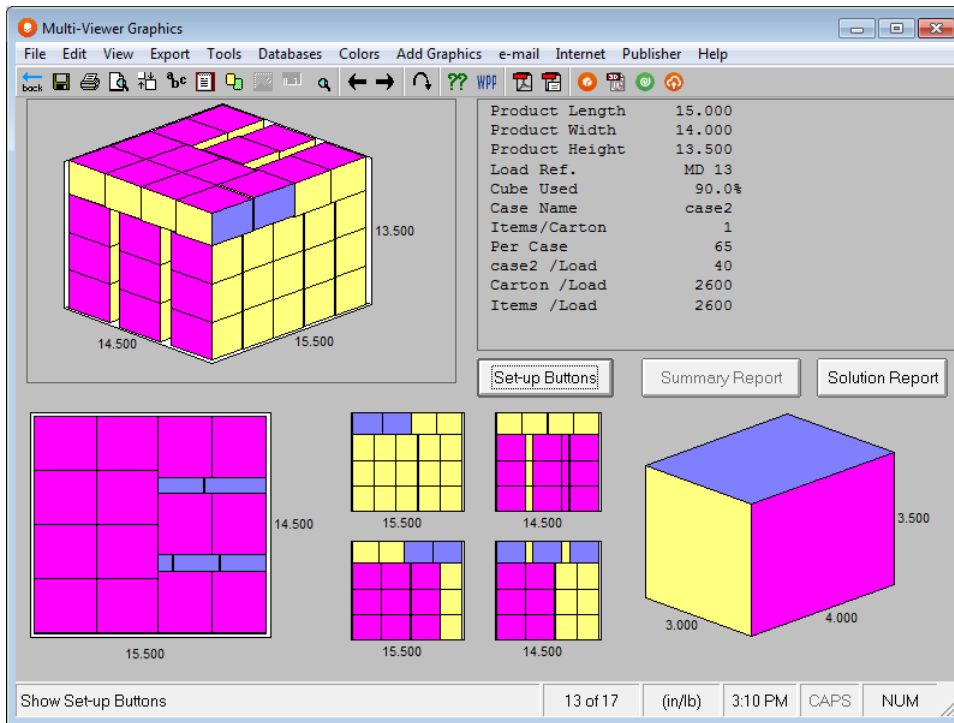 Multi-Viewer Graphics
File Edit View Export Tools Databases Colors Add Graphics e-mail Internet Publisher Help
back abc ?? WPP
Product Length 15.000
Product Width 14.000
Product Height 13.500
Load Ref. MD 13
Cube Used 90.0%
Case Name case2
Items/Carton 1
Per Case 65
case2 /Load 40
Carton /Load 2600
Items /Load 2600
13.500
14.500
15.500
Set-up Buttons Summary Report Solution Report
14.500
15.500
15.500
14.500
15.500
14.500
3.500
3.000
4.000
Show Set-up Buttons 13 of 17 (in/lb) 3:10 PM CAPS NUM